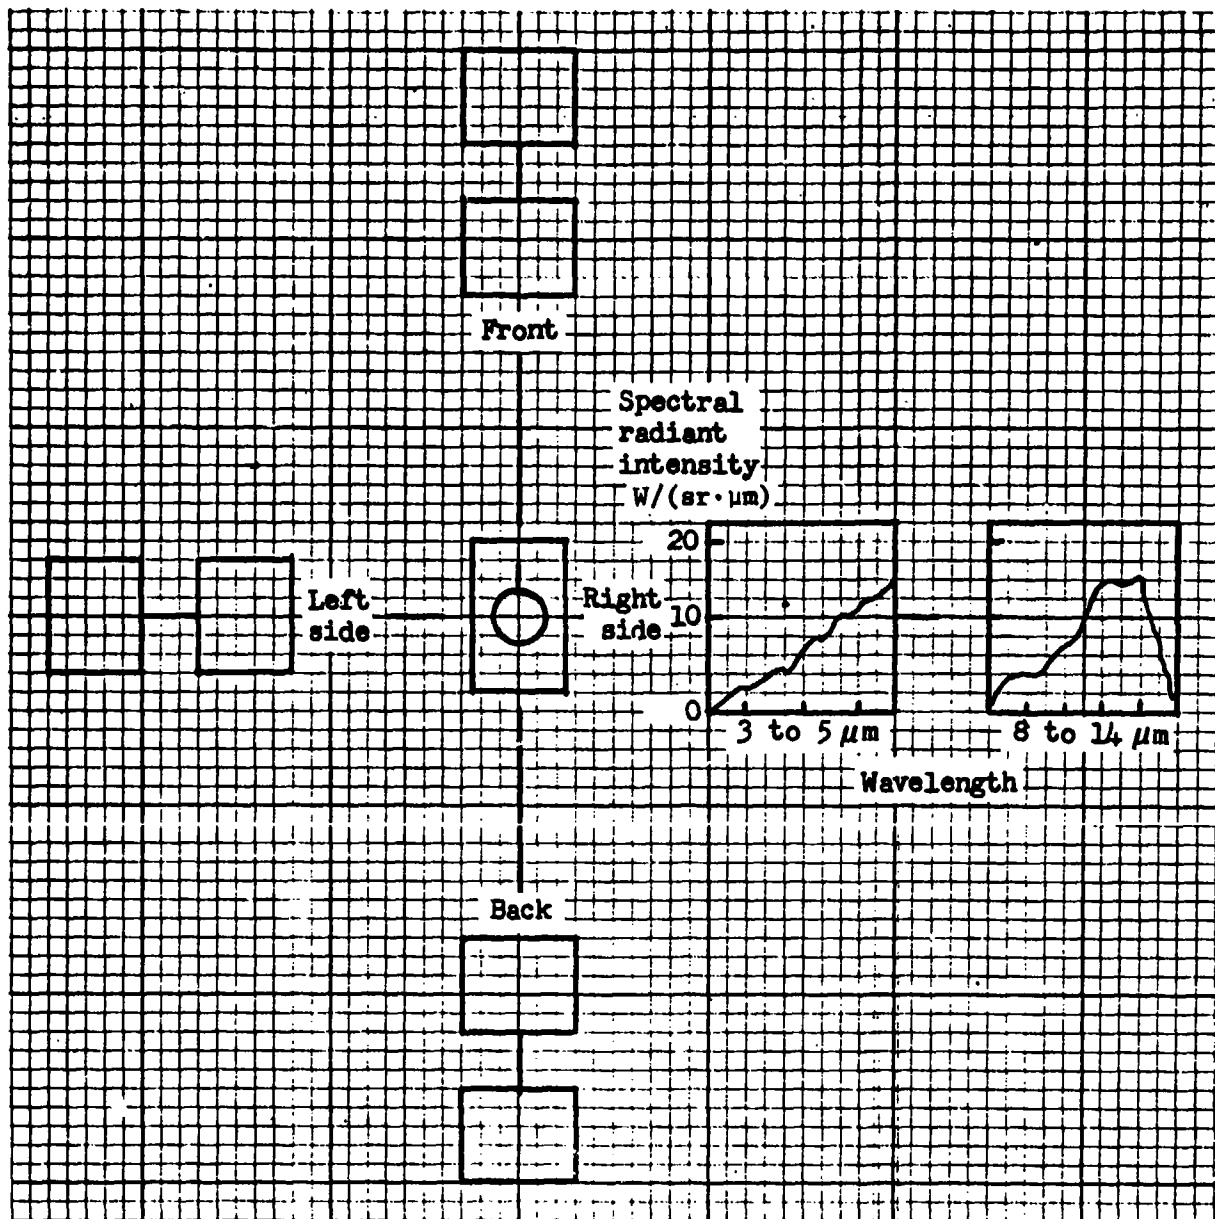 Front
Spectral
radiant
intensity
W/(sr·μm)
20
Left
side
Right
side
10
0
3 to 5 μm
8 to 14 μm
Wavelength
Back